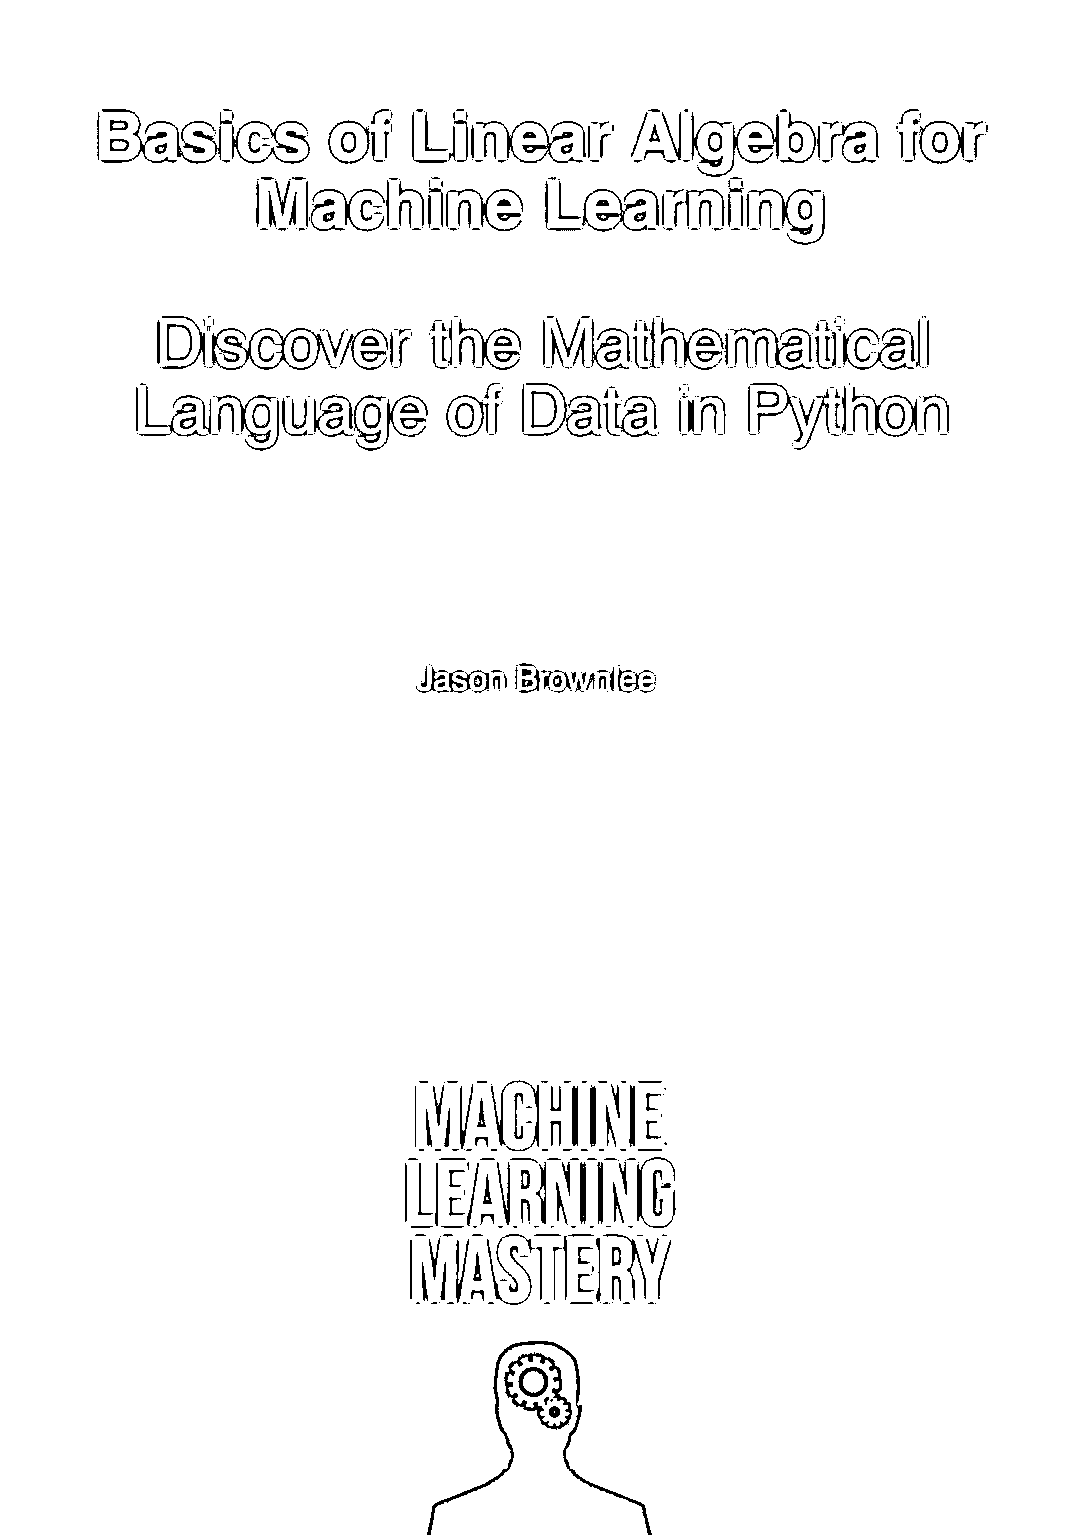 Basics of Linear Algebra for
Machine Learning
Discover the Mathematical
Language of Data in Python
Jason Brownlee
MACHINE
LEARNING
MASTERY